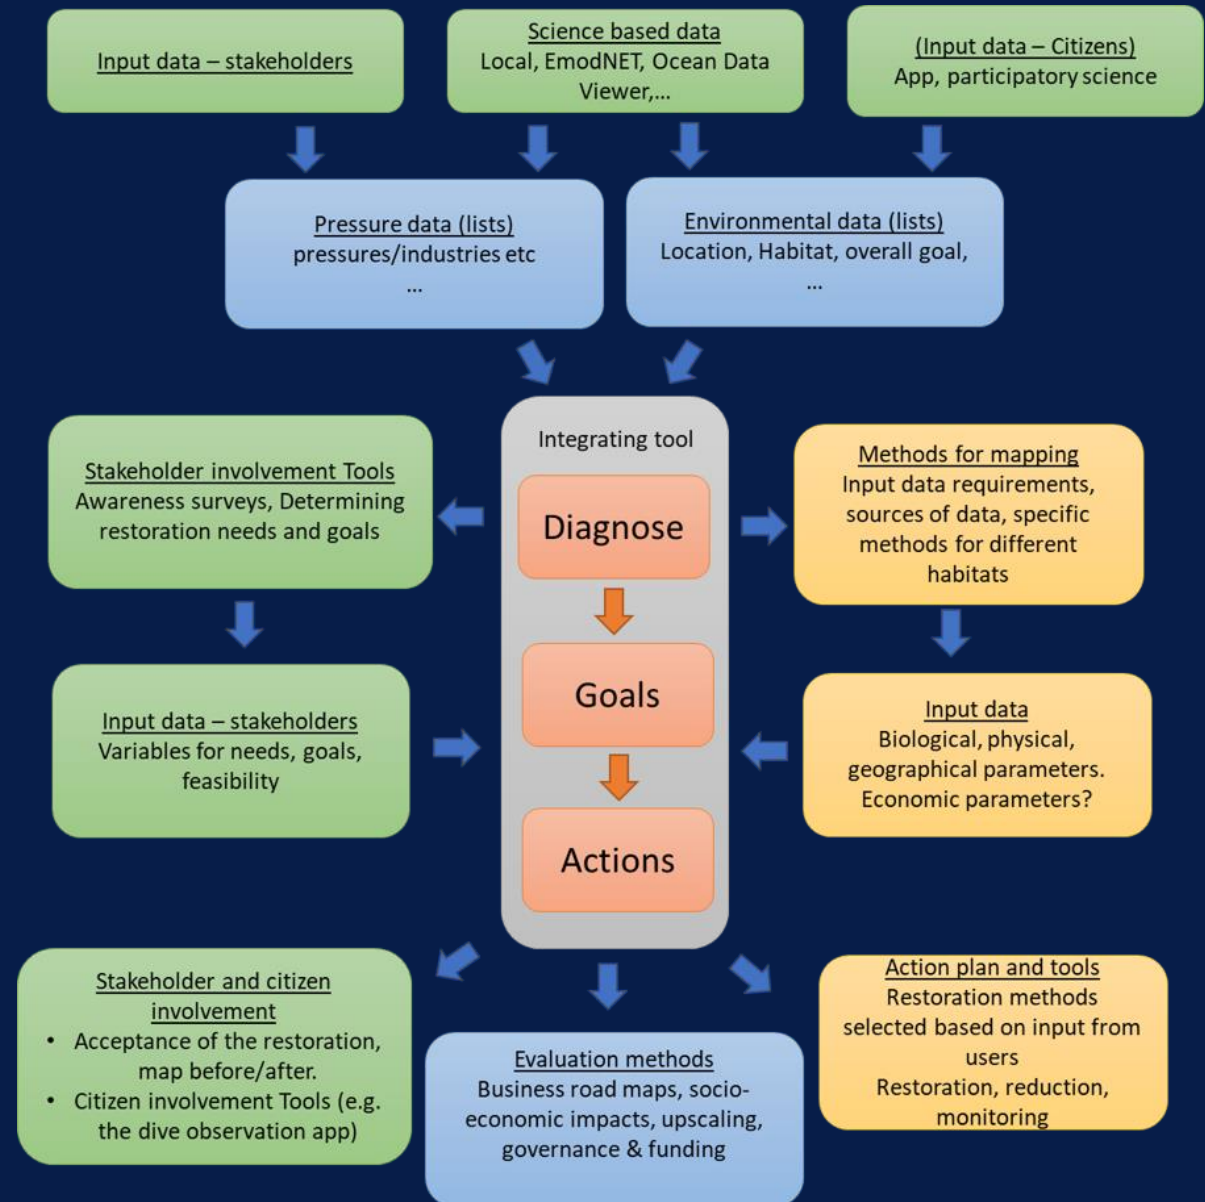 Input data – stakeholders
Science based data
Local, EmodNET, Ocean Data
Viewer,...
(Input data – Citizens)
App, participatory science
Pressure data (lists)
pressures/industries etc
...
Environmental data (lists)
Location, Habitat, overall goal,
...
Integrating tool
Diagnose
Goals
Actions
Stakeholder involvement Tools
Awareness surveys, Determining
restoration needs and goals
Methods for mapping
Input data requirements,
sources of data, specific
methods for different
habitats
Input data – stakeholders
Variables for needs, goals,
feasibility
Input data
Biological, physical,
geographical parameters.
Economic parameters?
Stakeholder and citizen
involvement
• Acceptance of the restoration,
map before/after.
• Citizen involvement Tools (e.g.
the dive observation app)
Evaluation methods
Business road maps, socio-
economic impacts, upscaling,
governance & funding
Action plan and tools
Restoration methods
selected based on input from
users
Restoration, reduction,
monitoring